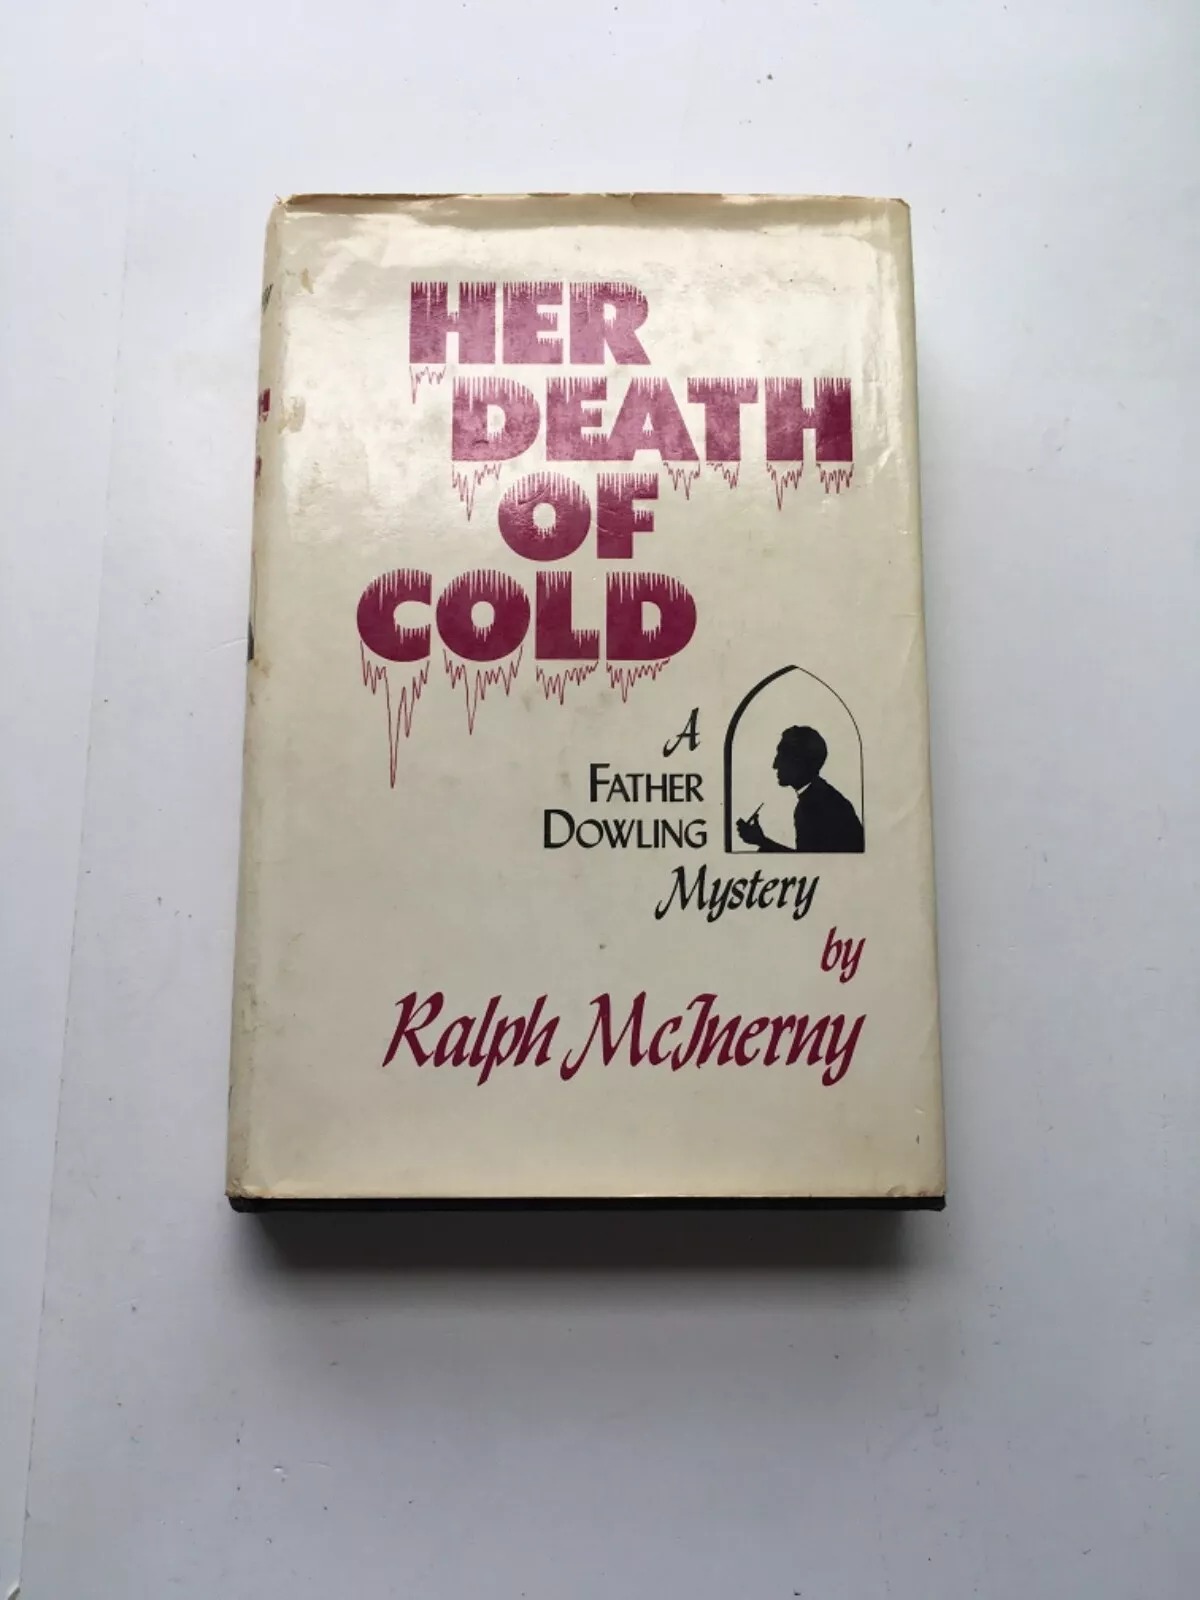 HER
DEATH
OF
COLD
A
FATHER
DOWLING
Mystery
by
Ralph McInerny